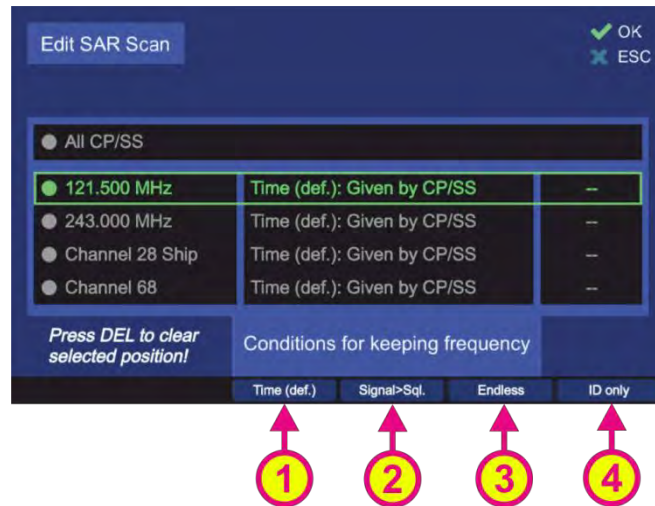 Edit SAR Scan
OK
ESC
All CP/SS
121.500 MHz Time (def.): Given by CP/SS --
243.000 MHz Time (def.): Given by CP/SS --
Channel 28 Ship Time (def.): Given by CP/SS --
Channel 68 Time (def.): Given by CP/SS --
Press DEL to clear
selected position!
Conditions for keeping frequency
Time (def.) Signal>Sql. Endless ID only
1 2 3 4